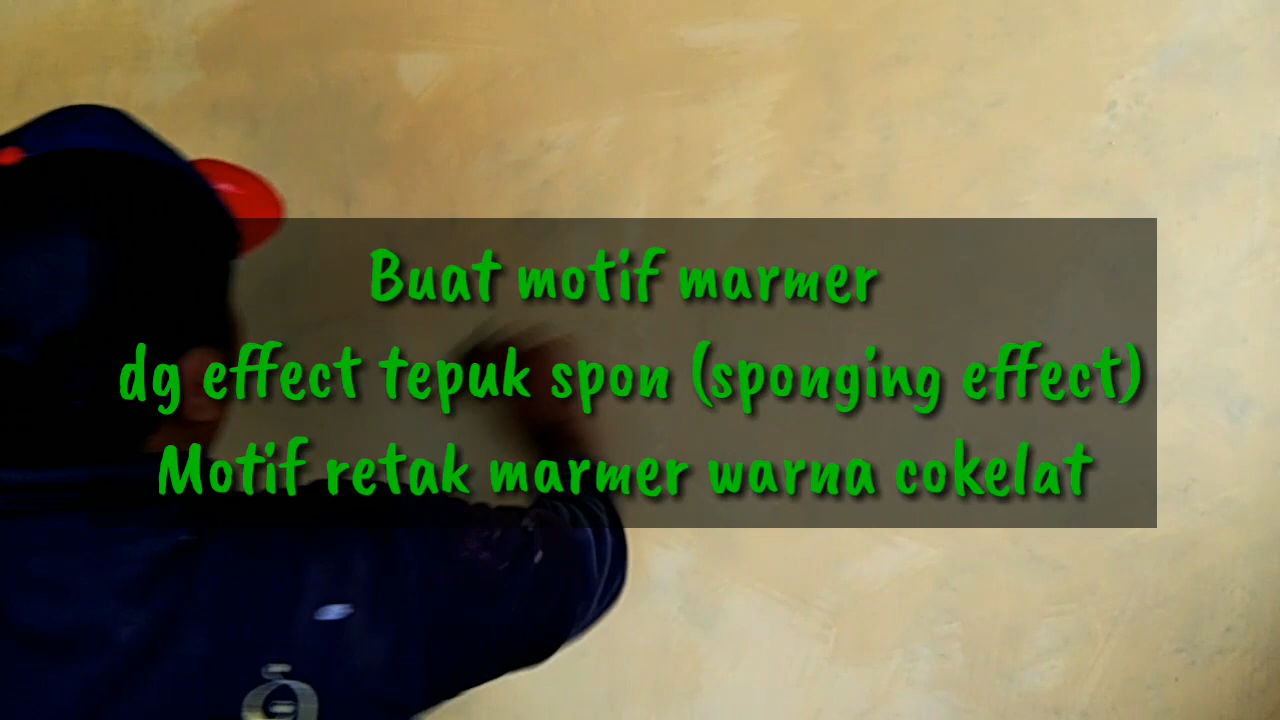 Buat motif marmer
dg effect tepuk spon (sponging effect)
Motif retak marmer warna cokelat